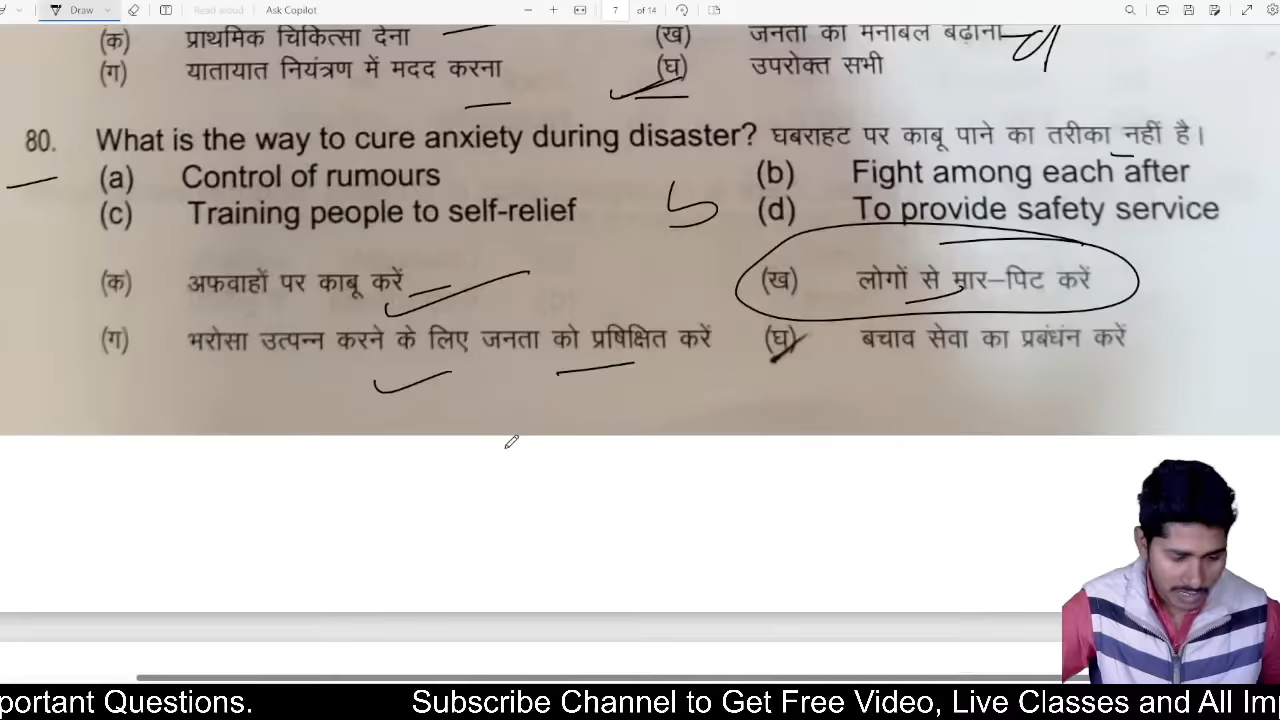 Draw
Read aloud
Ask Copilot
7 of 14
(क) प्राथमिक चिकित्सा देना (ख) जनता का मनाबल बढ़ाना
(ग) यातायात नियंत्रण में मदद करना (घ) उपरोक्त सभी
80. What is the way to cure anxiety during disaster? घबराहट पर काबू पाने का तरीका नहीं है।
(a) Control of rumours (b) Fight among each after
(c) Training people to self-relief (d) To provide safety service
(क) अफवाहों पर काबू करें (ख) लोगों से मार–पिट करें
(ग) भरोसा उत्पन्न करने के लिए जनता को प्रषिक्षित करें (घ) बचाव सेवा का प्रबंधंन करें
portant Questions. Subscribe Channel to Get Free Video, Live Classes and All Im